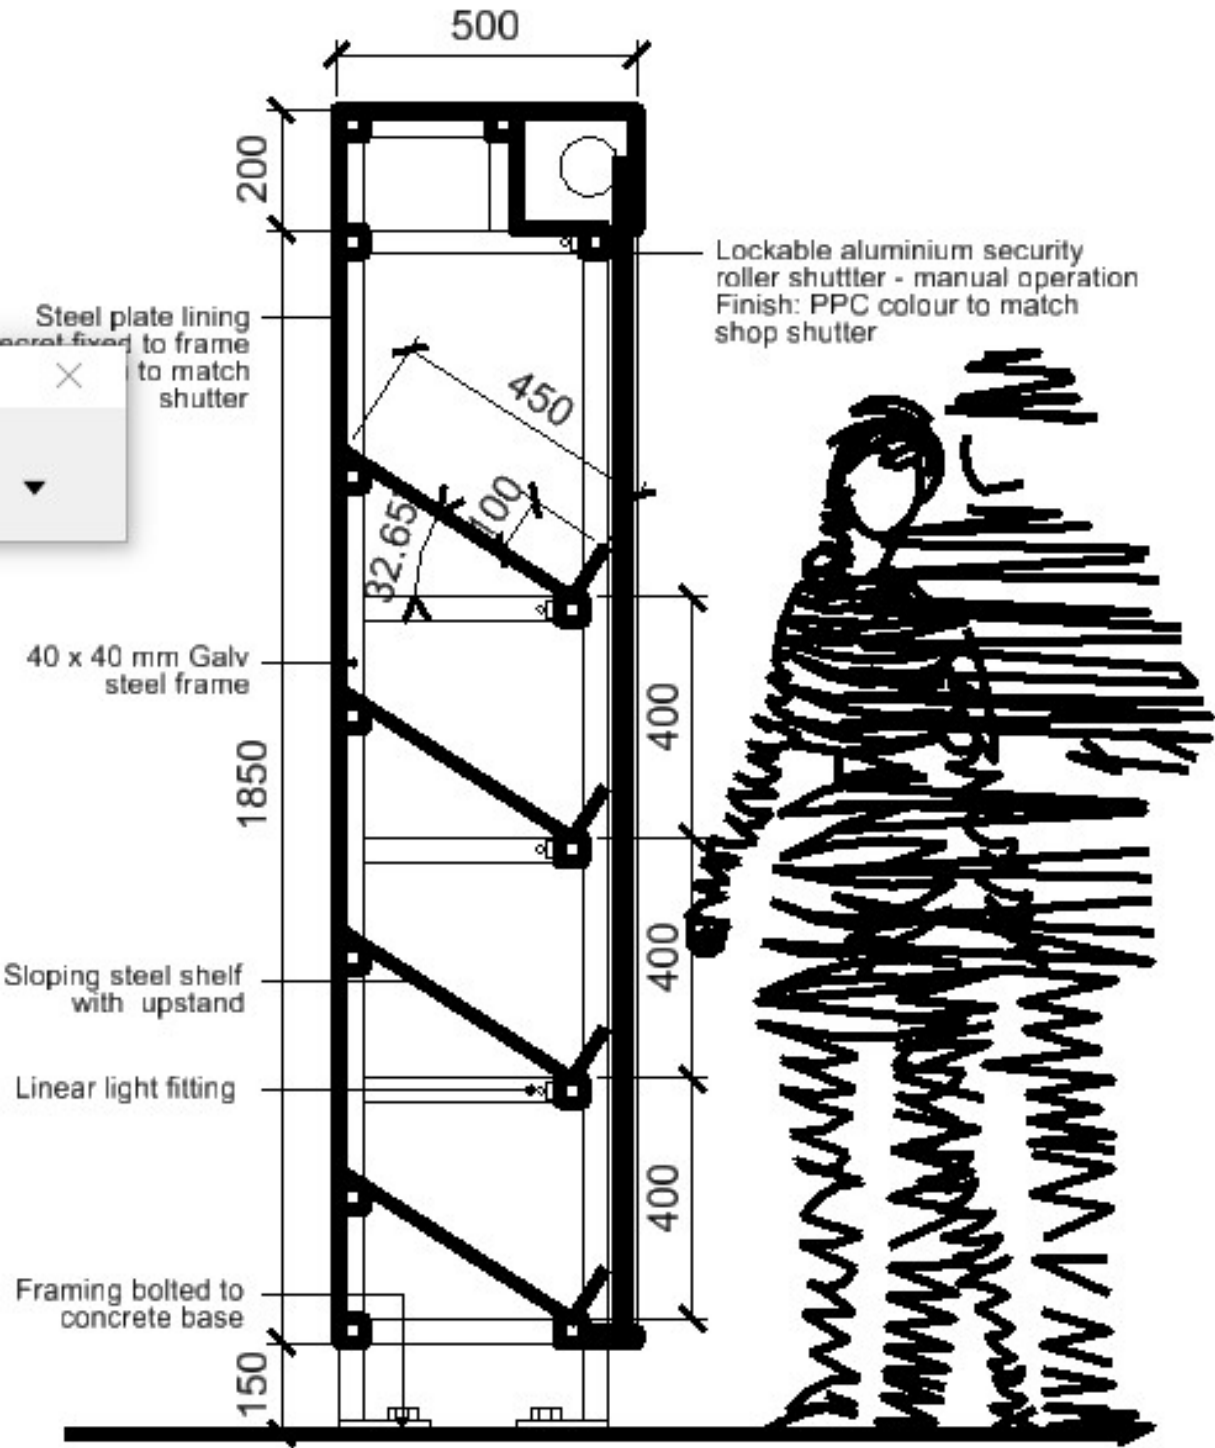 500
200
Lockable aluminium security
roller shuttter - manual operation
Finish: PPC colour to match
shop shutter
Steel plate lining
fixed to frame
to match
shutter
450
100
32.65°
40 x 40 mm Galv
steel frame
400
1850
400
Sloping steel shelf
with upstand
Linear light fitting
400
Framing bolted to
concrete base
150